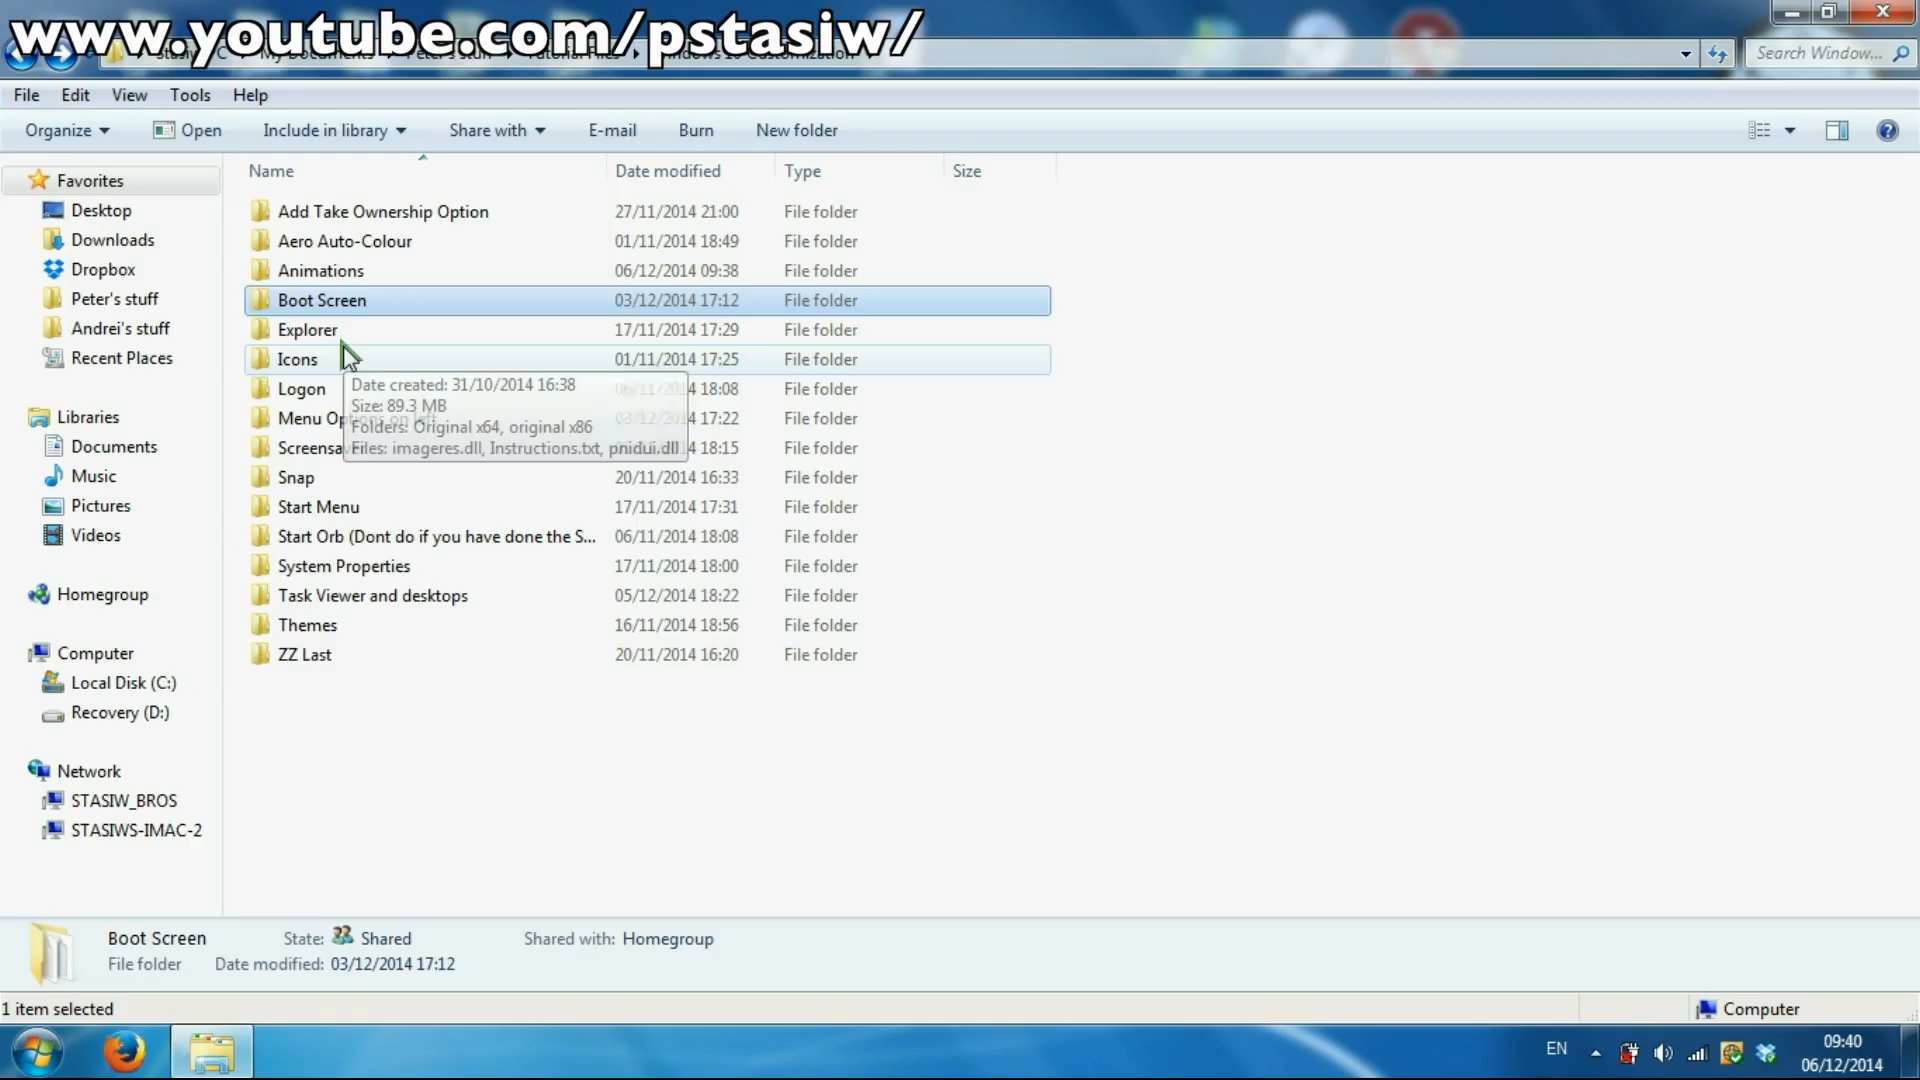 www.youtube.com/pstasiw/
Search Window...
File Edit View Tools Help
Organize Open Include in library Share with E-mail Burn New folder
Name Date modified Type Size
Favorites
Desktop
Downloads
Dropbox
Peter's stuff
Andrei's stuff
Recent Places
Libraries
Documents
Music
Pictures
Videos
Homegroup
Computer
Local Disk (C:)
Recovery (D:)
Network
STASIW_BROS
STASIWS-IMAC-2
Add Take Ownership Option 27/11/2014 21:00 File folder
Aero Auto-Colour 01/11/2014 18:49 File folder
Animations 06/12/2014 09:38 File folder
Boot Screen 03/12/2014 17:12 File folder
Explorer 17/11/2014 17:29 File folder
Icons 01/11/2014 17:25 File folder
Logon 06/11/2014 18:08 File folder
Menu Options on left 03/12/2014 17:22 File folder
Screensaver 18:15 File folder
Snap 20/11/2014 16:33 File folder
Start Menu 17/11/2014 17:31 File folder
Start Orb (Dont do if you have done the S... 06/11/2014 18:08 File folder
System Properties 17/11/2014 18:00 File folder
Task Viewer and desktops 05/12/2014 18:22 File folder
Themes 16/11/2014 18:56 File folder
ZZ Last 20/11/2014 16:20 File folder
Date created: 31/10/2014 16:38
Size: 89.3 MB
Folders: Original x64, original x86
Files: imageres.dll, Instructions.txt, pnidui.dll
Boot Screen State: Shared Shared with: Homegroup
File folder Date modified: 03/12/2014 17:12
1 item selected Computer
EN
09:40
06/12/2014